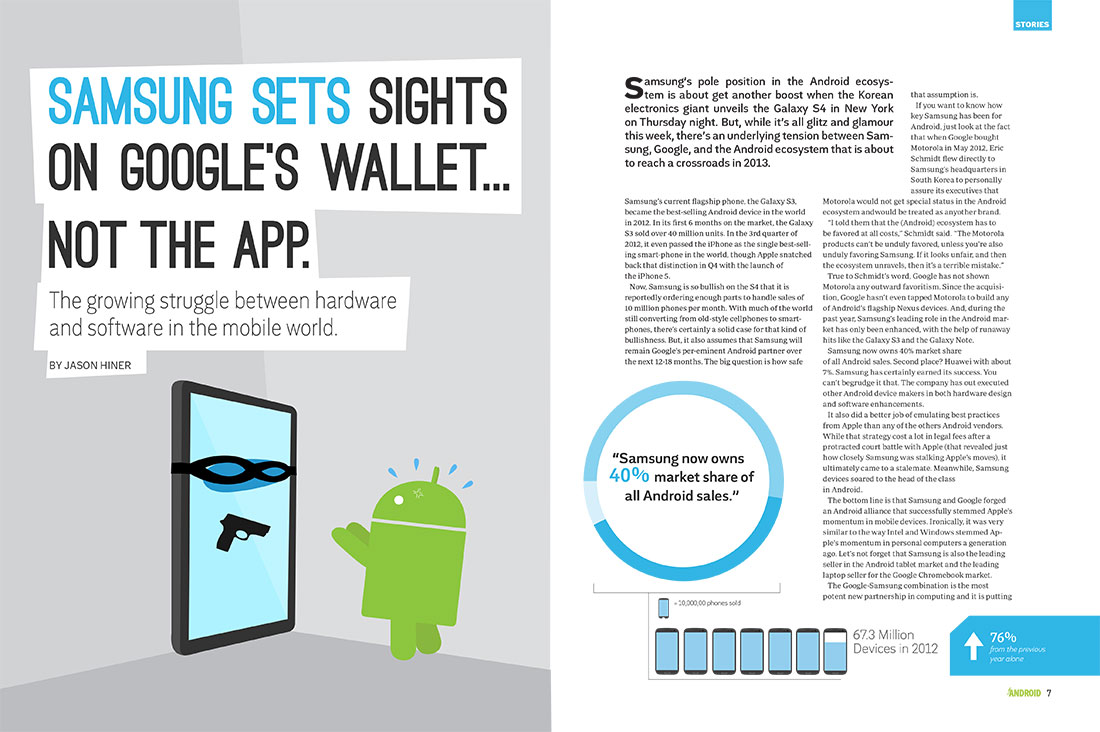 SAMSUNG SETS SIGHTS
ON GOOGLE'S WALLET...
NOT THE APP.
The growing struggle between hardware
and software in the mobile world.
BY JASON HINER
STORIES
Samsung's pole position in the Android ecosys-
tem is about get another boost when the Korean
electronics giant unveils the Galaxy S4 in New York
on Thursday night. But, while it's all glitz and glamour
this week, there's an underlying tension between Sam-
sung, Google, and the Android ecosystem that is about
to reach a crossroads in 2013.
Samsung's current flagship phone, the Galaxy S3,
became the best-selling Android device in the world
in 2012. In its first 6 months on the market, the Galaxy
S3 sold over 40 million units. In the 3rd quarter of
2012, it even passed the iPhone as the single best-sell-
ing smart-phone in the world, though Apple snatched
back that distinction in Q4 with the launch of
the iPhone 5.
Now, Samsung is so bullish on the S4 that it is
reportedly ordering enough parts to handle sales of
10 million phones per month. With much of the world
still converting from old-style cellphones to smart-
phones, there's certainly a solid case for that kind of
bullishness. But, it also assumes that Samsung will
remain Google's per-eminent Android partner over
the next 12-18 months. The big question is how safe
that assumption is.
If you want to know how
key Samsung has been for
Android, just look at the fact
that when Google bought
Motorola in May 2012, Eric
Schmidt flew directly to
Samsung's headquarters in
South Korea to personally
assure its executives that
Motorola would not get special status in the Android
ecosystem andwould be treated as anyother brand.
"I told them that the (Android) ecosystem has to
be favored at all costs," Schmidt said. "The Motorola
products can't be unduly favored, unless you're also
unduly favoring Samsung. If it looks unfair, and then
the ecosystem unravels, then it's a terrible mistake."
True to Schmidt's word, Google has not shown
Motorola any outward favoritism. Since the acquisi-
tion, Google hasn't even tapped Motorola to build any
of Android's flagship Nexus devices. And, during the
past year, Samsung's leading role in the Android mar-
ket has only been enhanced, with the help of runaway
hits like the Galaxy S3 and the Galaxy Note.
Samsung now owns 40% market share
of all Android sales. Second place? Huawei with about
7%. Samsung has certainly earned its success. You
can't begrudge it that. The company has out executed
other Android device makers in both hardware design
and software enhancements.
It also did a better job of emulating best practices
from Apple than any of the others Android vendors.
While that strategy cost a lot in legal fees after a
protracted court battle with Apple (that revealed just
how closely Samsung was stalking Apple's moves), it
ultimately came to a stalemate. Meanwhile, Samsung
devices soared to the head of the class
in Android.
The bottom line is that Samsung and Google forged
an Android alliance that successfully stemmed Apple's
momentum in mobile devices. Ironically, it was very
similar to the way Intel and Windows stemmed Ap-
ple's momentum in personal computers a generation
ago. Let's not forget that Samsung is also the leading
seller in the Android tablet market and the leading
laptop seller for the Google Chromebook market.
The Google-Samsung combination is the most
potent new partnership in computing and it is putting
"Samsung now owns
40% market share of
all Android sales."
= 10,000,00 phones sold
67.3 Million
Devices in 2012
76%
from the previous
year alone
ANDROID 7